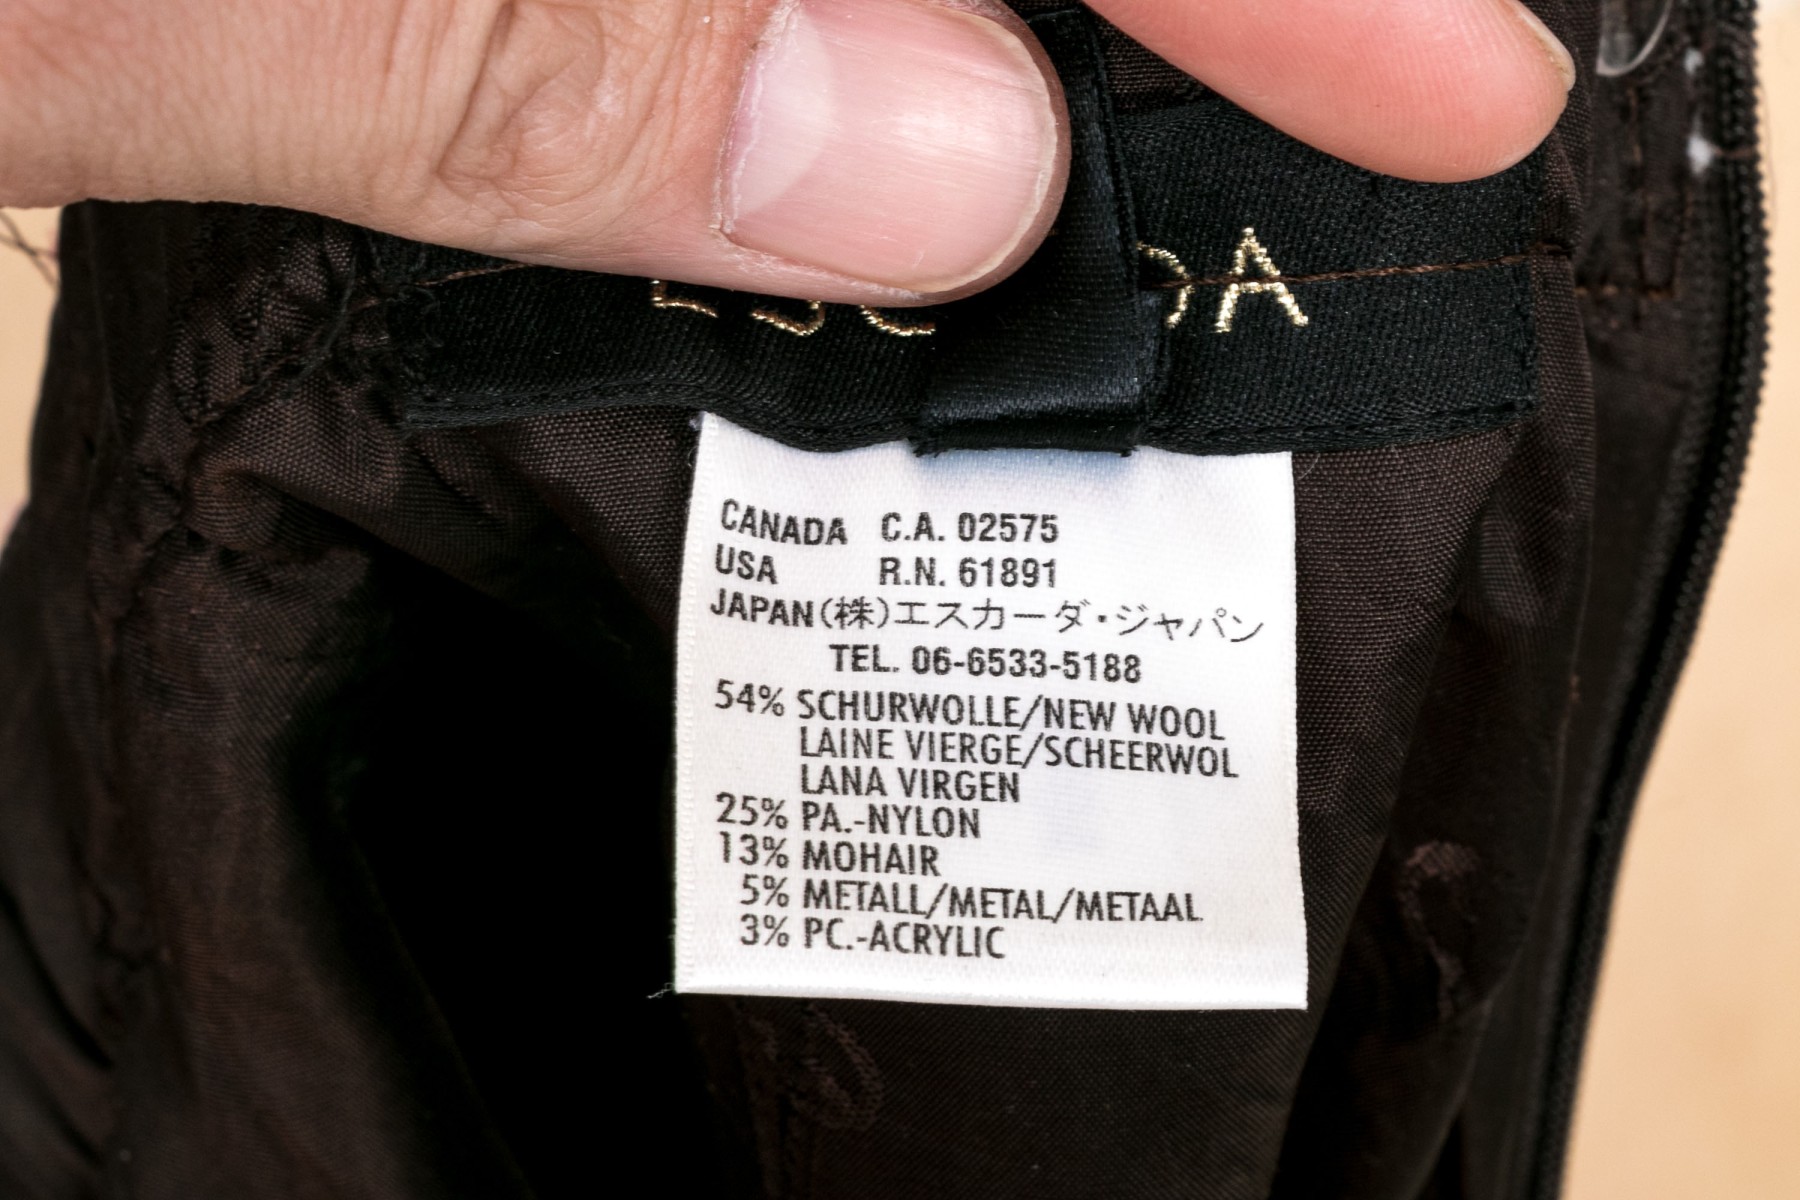 ESCADA
CANADA C.A. 02575
USA R.N. 61891
JAPAN (株)エスカーダ・ジャパン
TEL. 06-6533-5188
54% SCHURWOLLE/NEW WOOL
LAINE VIERGE/SCHEERWOL
LANA VIRGEN
25% PA.-NYLON
13% MOHAIR
5% METALL/METAL/METAAL
3% PC.-ACRYLIC